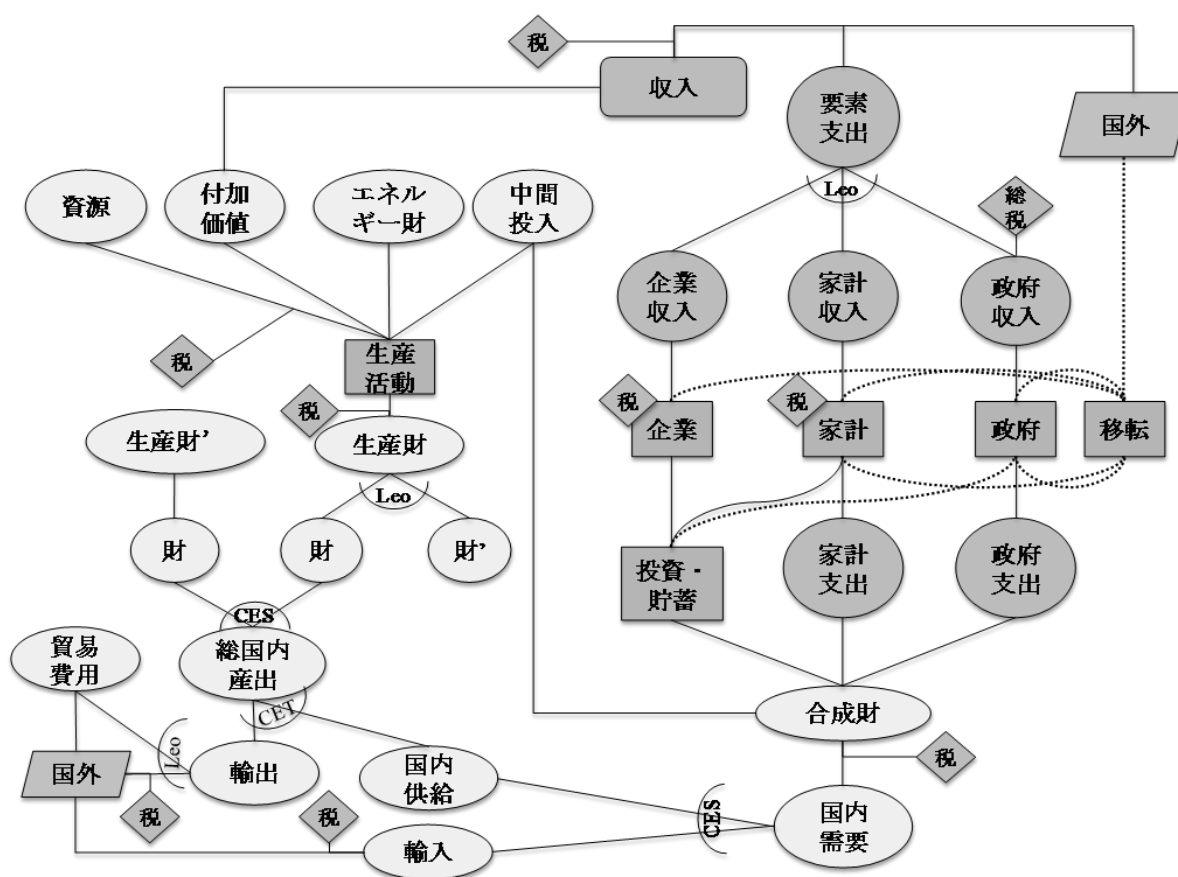 税
収入
要素
支出
国外
Leo
総
税
資源
付加
価値
エネル
ギー財
中間
投入
企業
収入
家計
収入
政府
収入
税
生産
活動
税
税
税
生産財'
生産財
企業
家計
政府
移転
Leo
財
財
財'
投資・
貯蓄
家計
支出
政府
支出
CES
貿易
費用
総国内
産出
CET
合成財
Leo
国外
輸出
国内
供給
税
税
税
CES
国内
需要
輸入